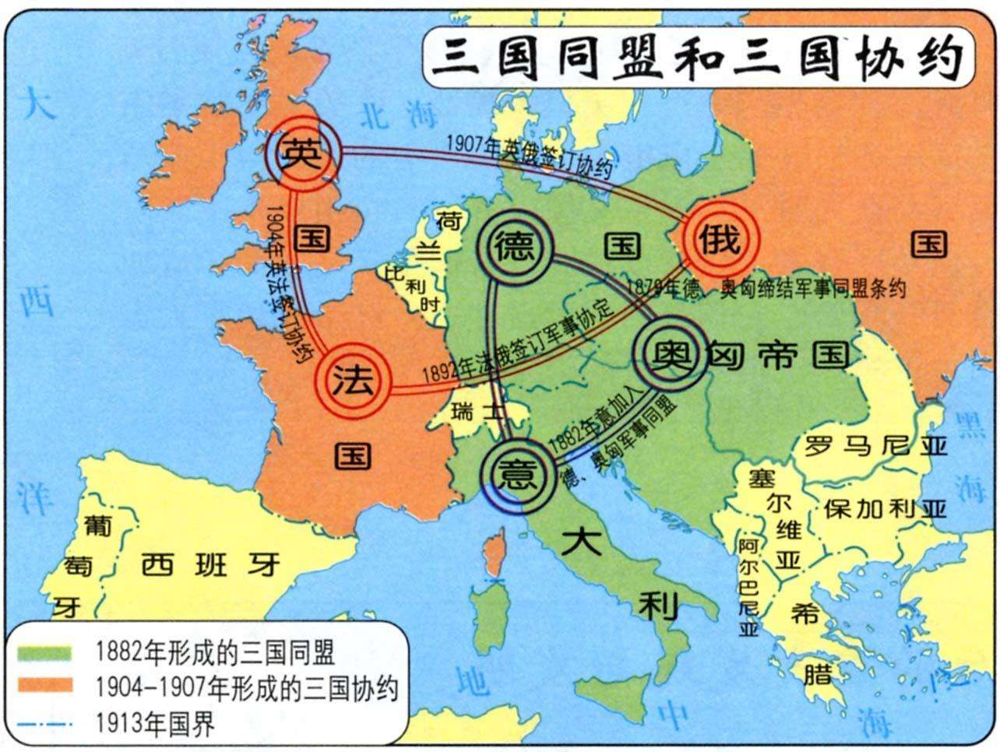 三国同盟和三国协约
大
西
洋
北海
英
国
1907年英俄签订协约
1904年英法签订协约
荷
兰
比
利
时
德
国
俄
国
1879年德、奥匈缔结军事同盟条约
1892年法俄签订军事协定
奥匈帝国
法
国
瑞士
1882年意加入
德、奥匈军事同盟
意
大
利
黑
海
罗马尼亚
塞
尔
维
亚
保加利亚
阿
尔
巴
尼
亚
希
腊
葡
萄
牙
西班牙
地
中
海
1882年形成的三国同盟
1904-1907年形成的三国协约
1913年国界